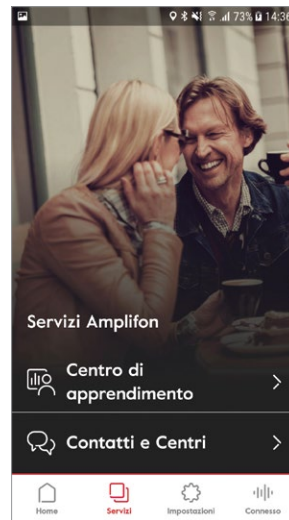 73% 14:36
Servizi Amplifon
Centro di
apprendimento
Contatti e Centri
Home Servizi Impostazioni Connesso